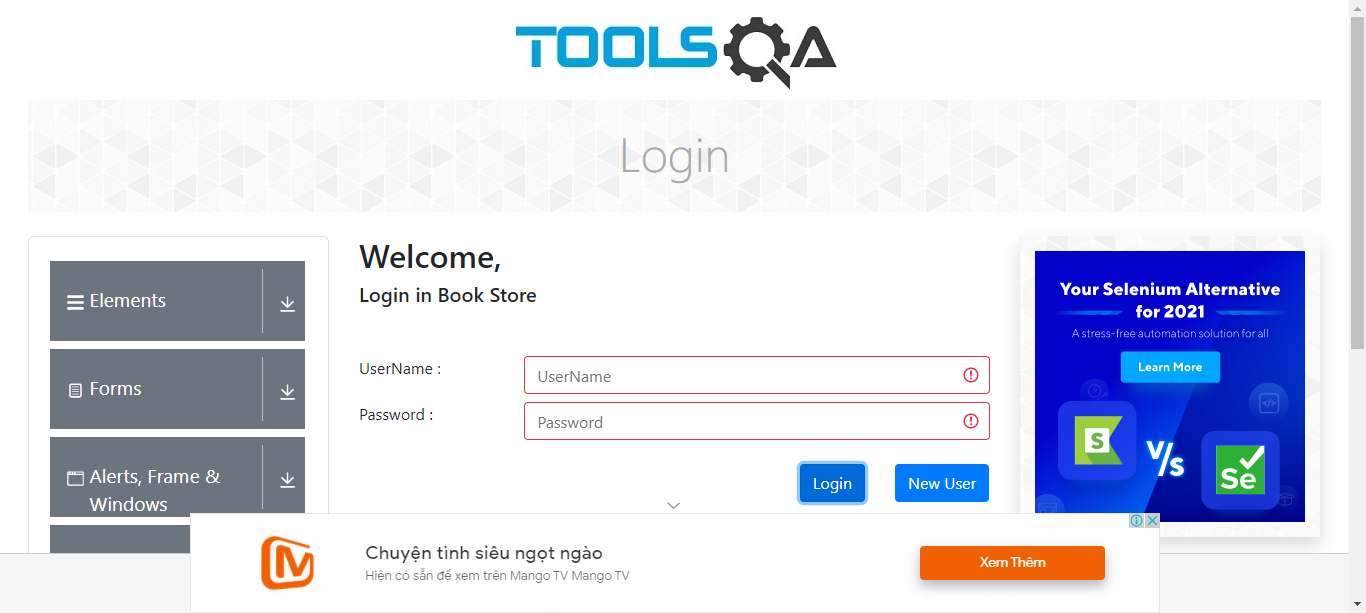 TOOLSQA
Login
Elements
Forms
Alerts, Frame &
Windows
Welcome,
Login in Book Store
UserName :
UserName
Password :
Password
Login
New User
Your Selenium Alternative
for 2021
A stress-free automation solution for all
Learn More
S
V/s
Se
Chuyện tình siêu ngọt ngào
Hiện có sẵn để xem trên Mango TV Mango TV
Xem Thêm